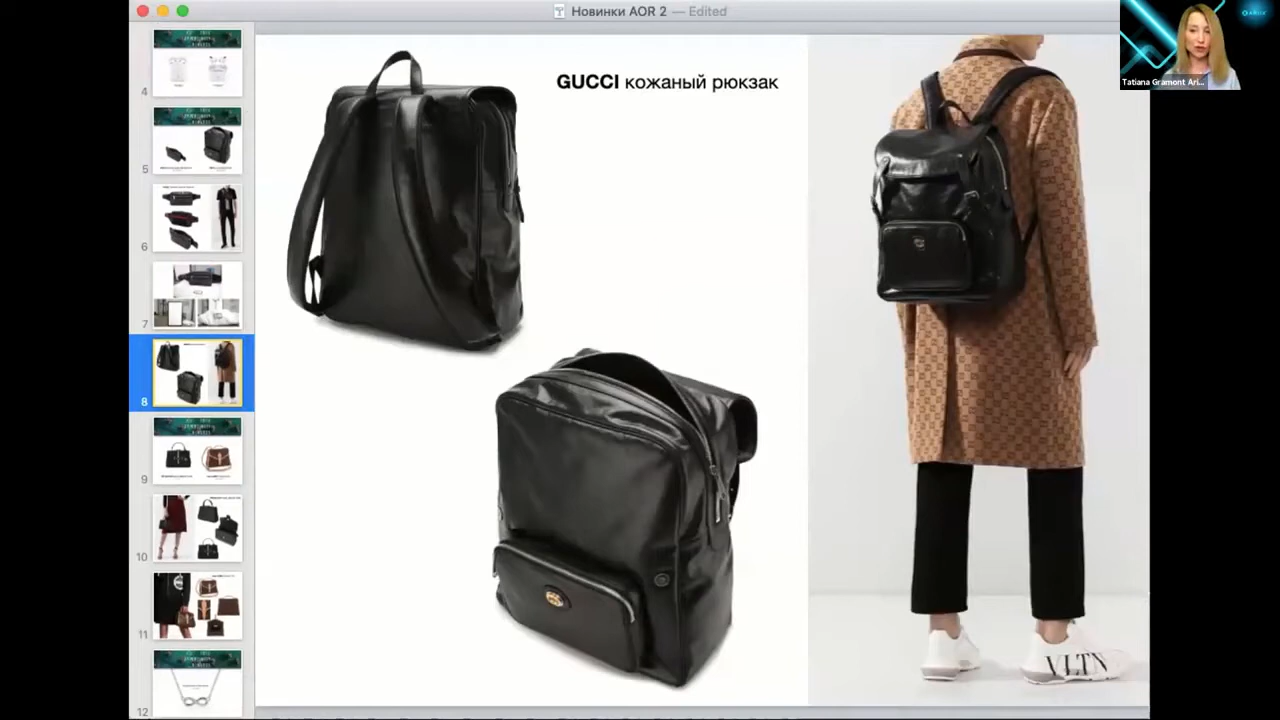 Новинки AOR 2 — Edited
GUCCI кожаный рюкзак
Tatiana Gramont Ari...
VLTN
4
5
6
7
8
9
10
11
12